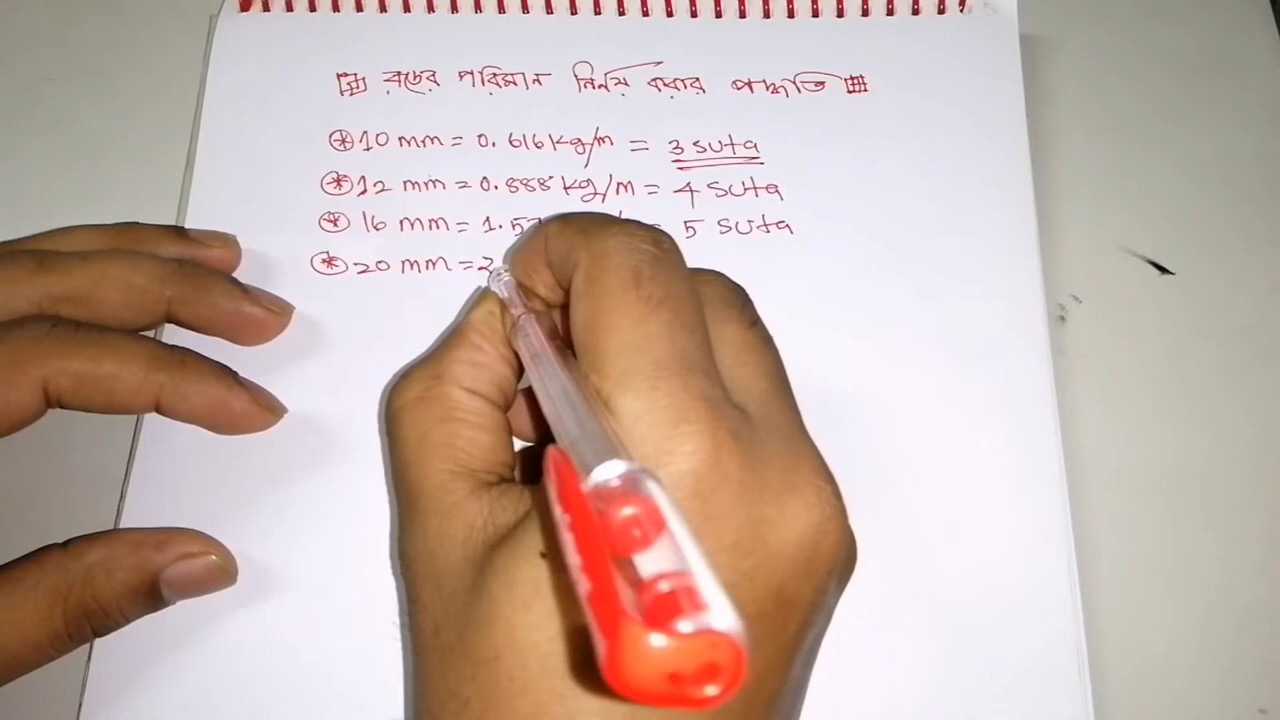 রডের পরিমান নির্নয় করার পদ্ধতি
10 mm = 0.616 kg/m = 3 suta
12 mm = 0.888 kg/m = 4 suta
16 mm = 1.57 = 5 suta
20 mm = 2